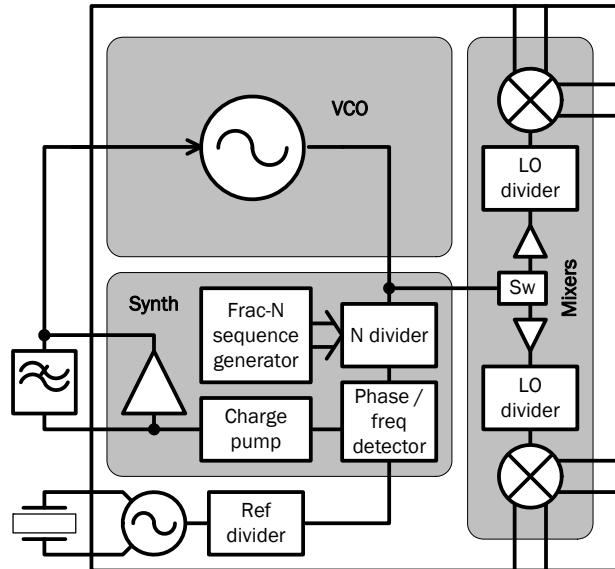 VCO
LO
divider
Sw
Mixers
LO
divider
Synth
Frac-N
sequence
generator
N divider
Charge
pump
Phase /
freq
detector
Ref
divider